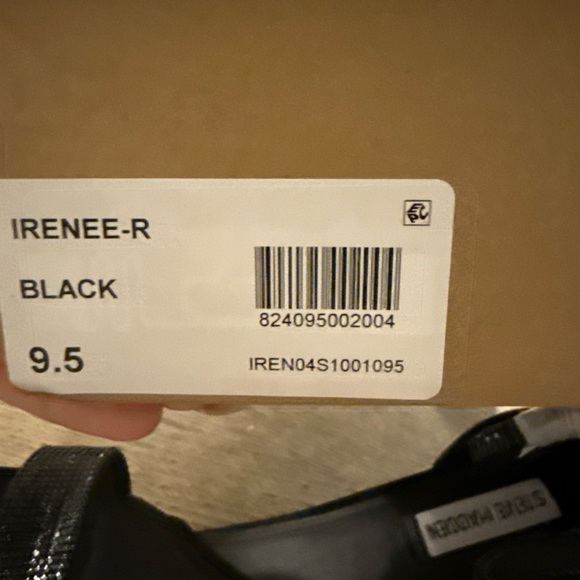 IRENEE-R
BLACK
824095002004
9.5
IREN04S1001095
STEVE MADDEN